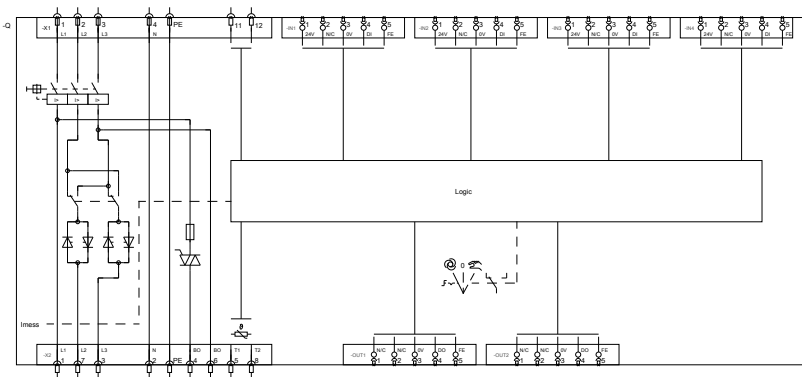 -Q
-X1 1 2 3 4 PE 11 12
L1 L2 L3 N
-IN1 1 2 3 4 5
24V N/C 0V DI FE
-IN2 1 2 3 4 5
24V N/C 0V DI FE
-IN3 1 2 3 4 5
24V N/C 0V DI FE
-IN4 1 2 3 4 5
24V N/C 0V DI FE
I> I> I>
Logic
0
Imess
ϑ
-X2 L1 L2 L3 N BO BO T1 T2
1 7 3 2 PE 4 6 5 8
-OUT1 N/C N/C 0V DO FE
1 2 3 4 5
-OUT2 N/C N/C 0V DO FE
1 2 3 4 5